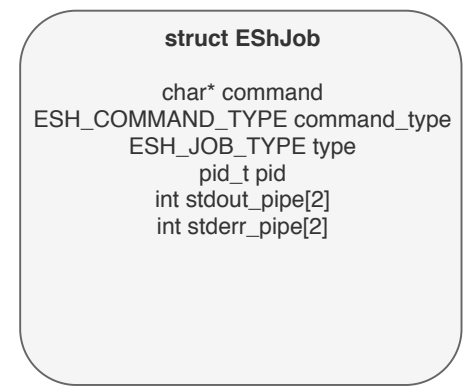 struct EShJob
char* command
ESH_COMMAND_TYPE command_type
ESH_JOB_TYPE type
pid_t pid
int stdout_pipe[2]
int stderr_pipe[2]